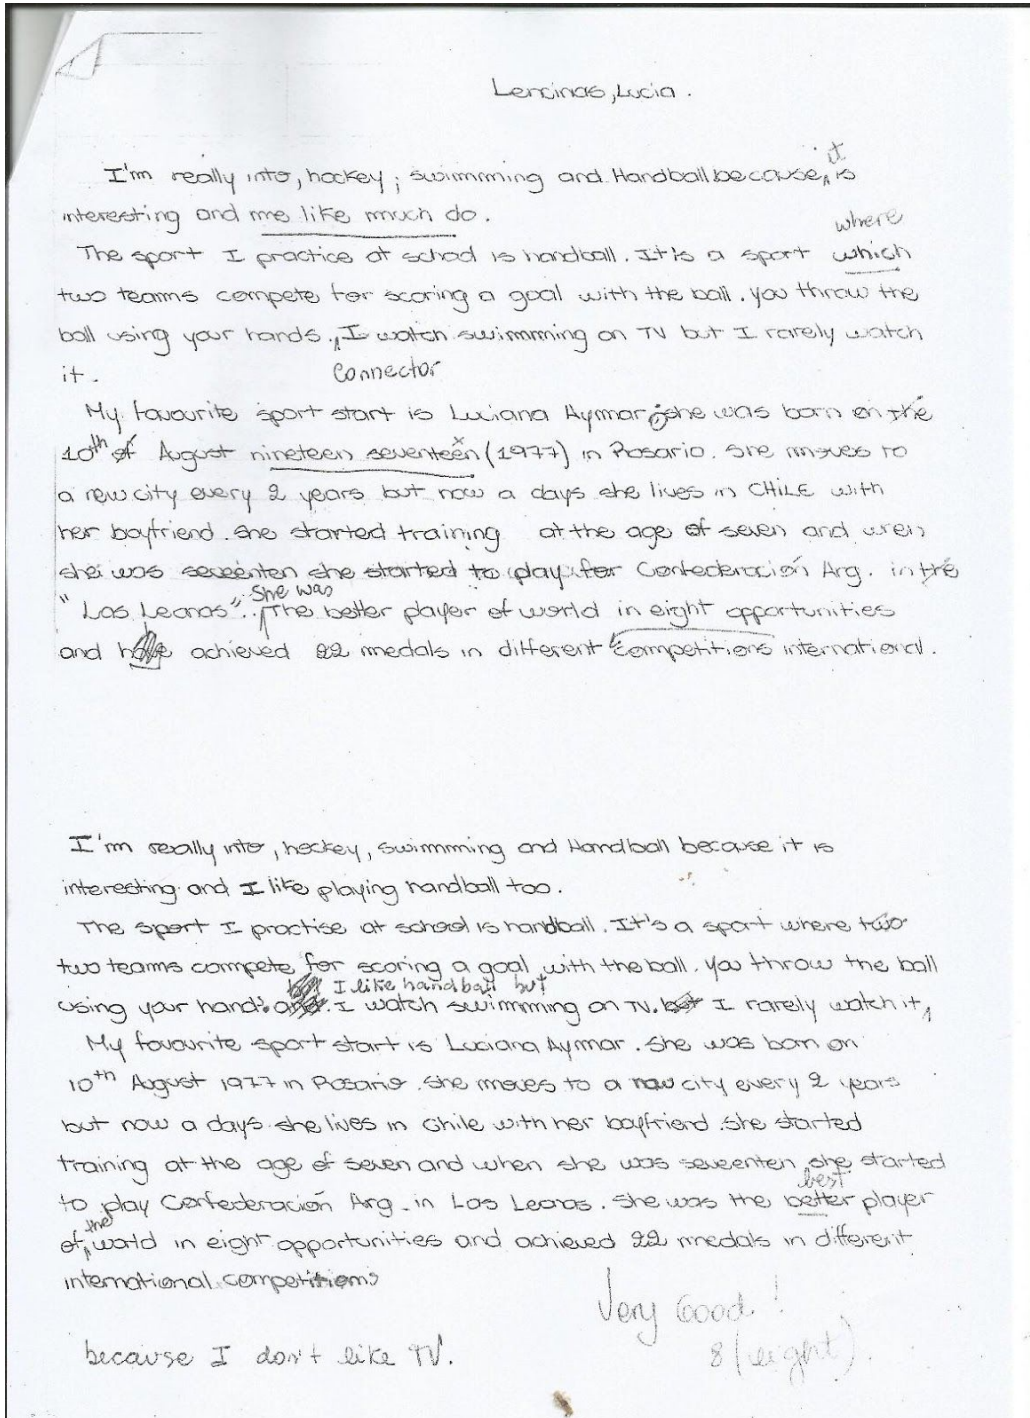 Lencinas, Lucia.
I'm really into, hockey, swimmming and Handball because it is
interesting and me like much do.
where
The sport I practice at school is handball. It is a sport which
two teams compete for scoring a goal with the ball. you throw the
ball using your hands. I watch swimmming on TV but I rarely watch
it.
Connector
My favourite sport start is Luciana Aymar, she was born on the
10th of August nineteen seventeen (1977) in Rosario. She moves to
a new city every 2 years but now a days she lives in CHILE with
her boyfriend. She started training at the age of seven and when
she was seveenten she started to play for Confederación Arg. in the
"Las Leonas". She was The better player of world in eight opportunities
and have achieved 22 medals in different competitions international.
I'm really into, hockey, swimmming and Handball because it is
interesting and I like playing handball too.
The sport I practise at school is handball. It's a sport where two
two teams compete for scoring a goal with the ball. you throw the ball
I like handball but
using your hand. and. I watch swimmming on TV. but I rarely watch it,
My favourite sport start is Luciana Aymar. She was born on
10th August 1977 in Rosario. She moves to a new city every 2 years
but now a days she lives in Chile with her boyfriend. She started
training at the age of seven and when she was seveenten she started
best
to play Confederación Arg. in Las Leonas. She was the better player
of the world in eight opportunities and achieved 22 medals in different
international competitions
Very Good!
because I don't like TV.
8 (eight).